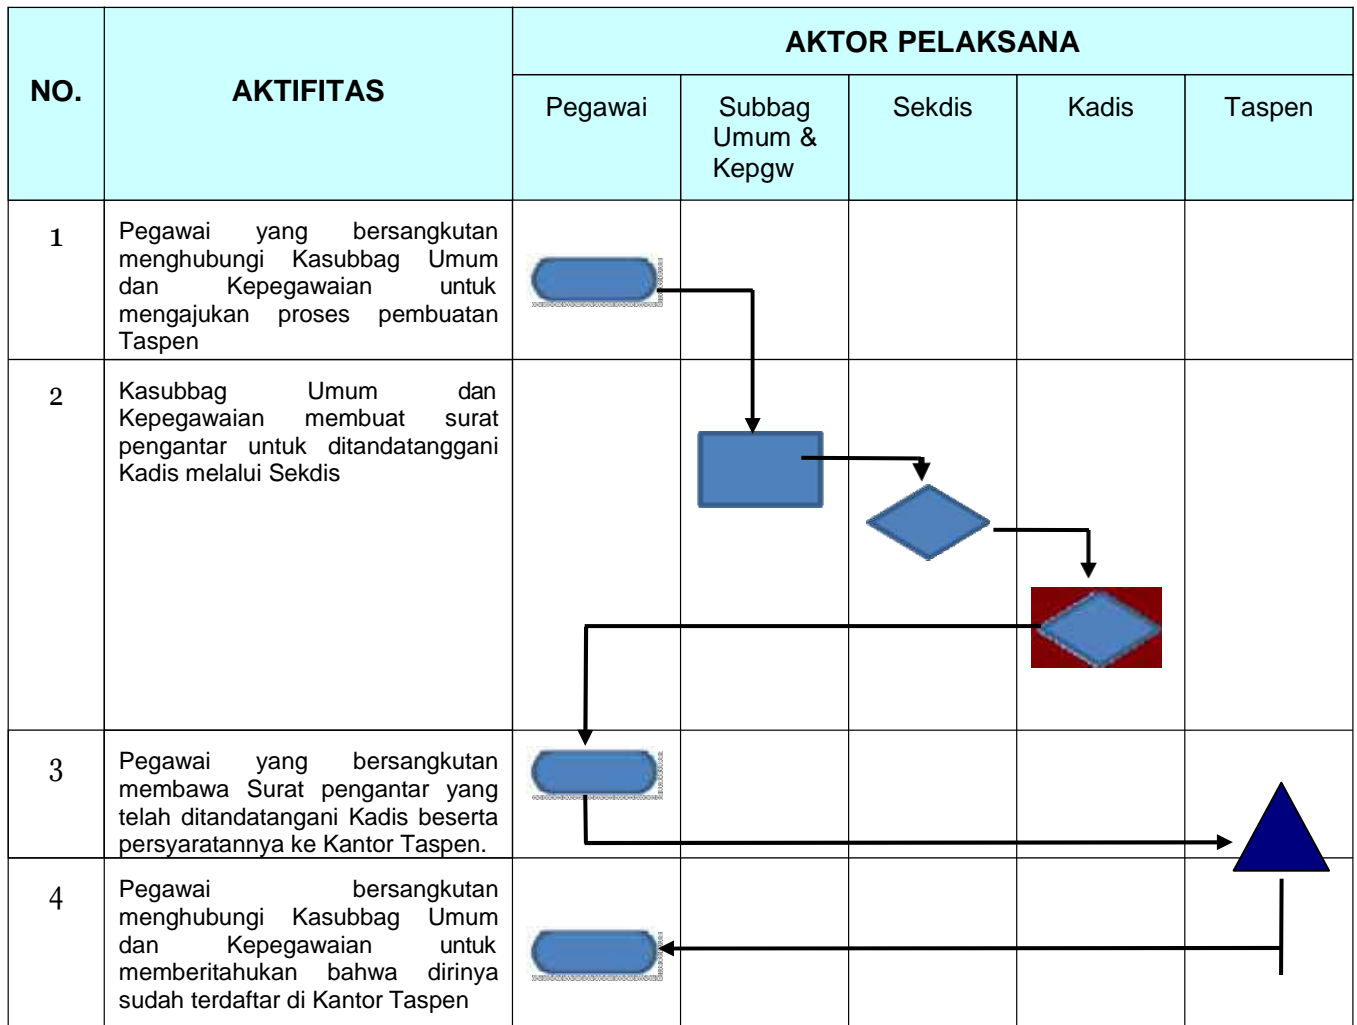 NO.
AKTIFITAS
AKTOR PELAKSANA
Pegawai
Subbag
Umum &
Kepgw
Sekdis
Kadis
Taspen
1
Pegawai yang bersangkutan
menghubungi Kasubbag Umum
dan Kepegawaian untuk
mengajukan proses pembuatan
Taspen
2
Kasubbag Umum dan
Kepegawaian membuat surat
pengantar untuk ditandatanggani
Kadis melalui Sekdis
3
Pegawai yang bersangkutan
membawa Surat pengantar yang
telah ditandatangani Kadis beserta
persyaratannya ke Kantor Taspen.
4
Pegawai bersangkutan
menghubungi Kasubbag Umum
dan Kepegawaian untuk
memberitahukan bahwa dirinya
sudah terdaftar di Kantor Taspen